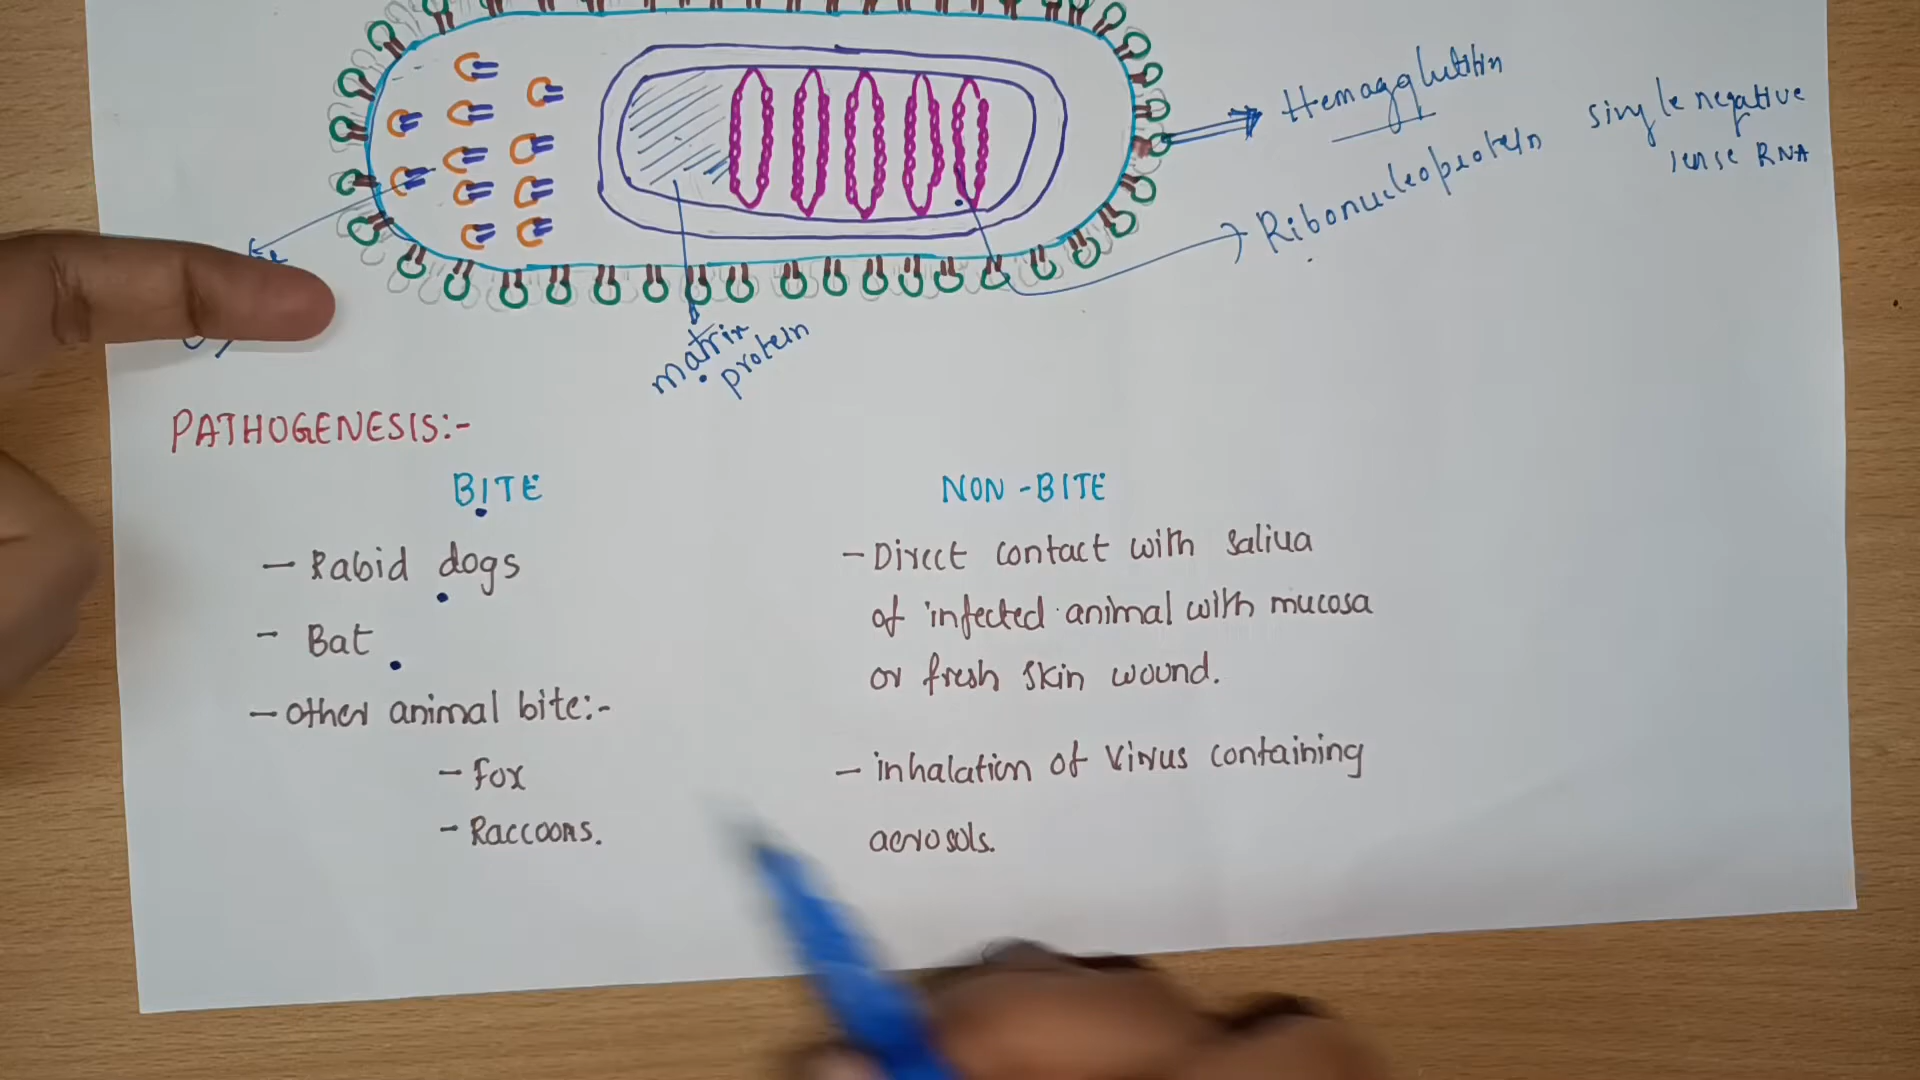 Hemagglutitin
single negative
sense RNA
Ribonucleoprotein
matrix
protein
PATHOGENESIS:-
BITE
- Rabid dogs
- Bat
- other animal bite:-
- fox
- Raccoons.
NON-BITE
- Direct contact with saliva
of infected animal with mucosa
or fresh skin wound.
- inhalation of virus containing
aerosols.